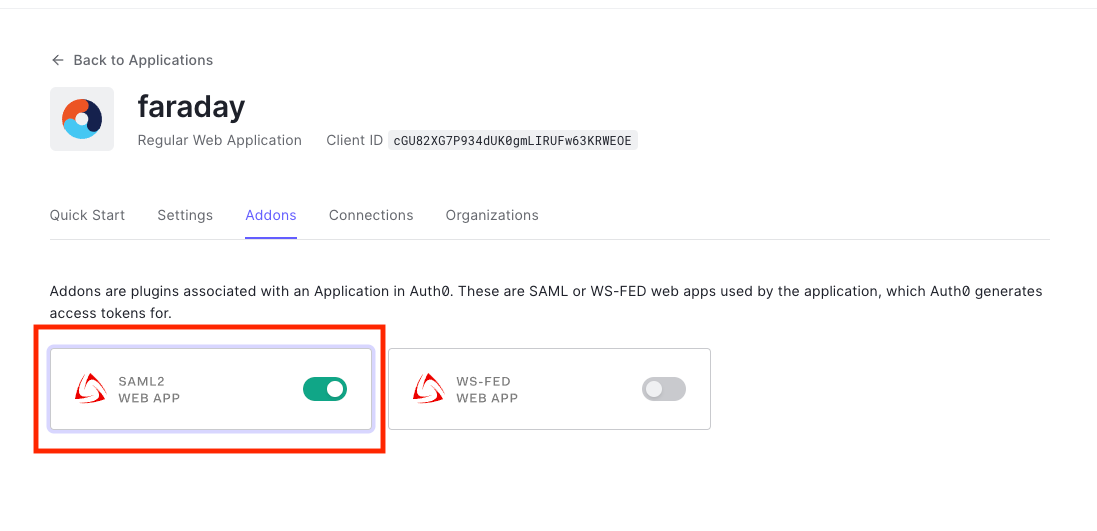 Back to Applications
faraday
Regular Web Application Client ID cGU82XG7P934dUK0gmLIRUFw63KRWEOE
Quick Start Settings Addons Connections Organizations
Addons are plugins associated with an Application in Auth0. These are SAML or WS-FED web apps used by the application, which Auth0 generates
access tokens for.
SAML2
WEB APP
WS-FED
WEB APP